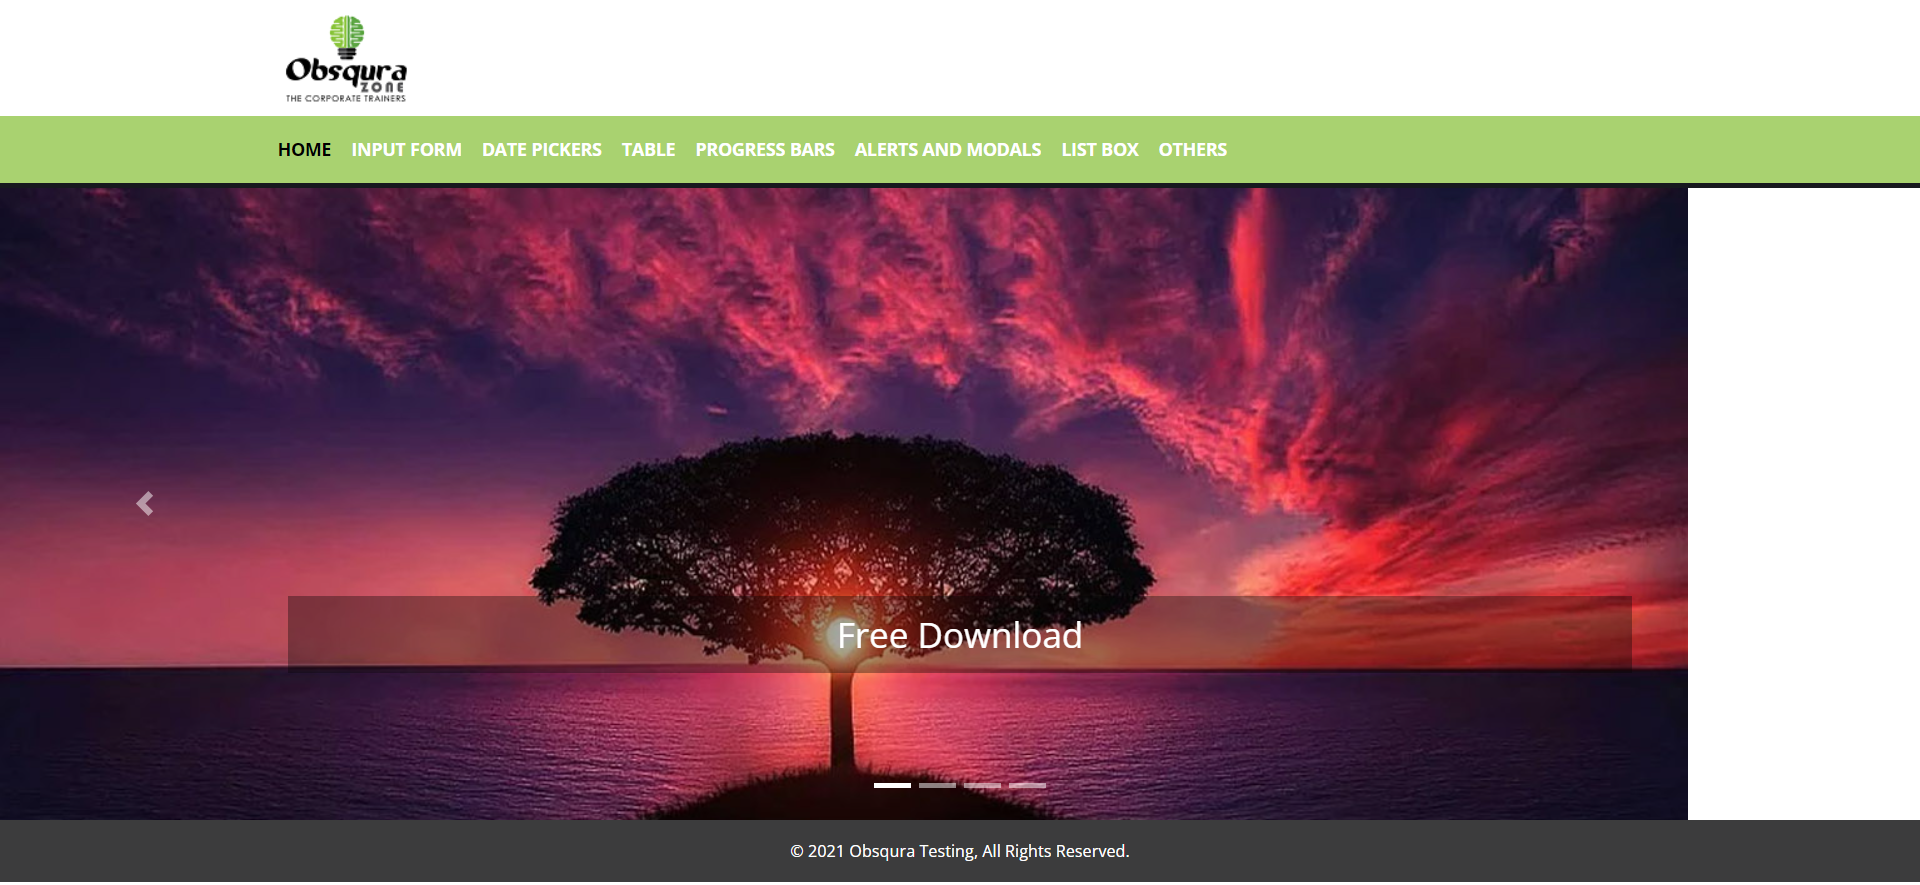 Obsqura
ZONE
THE CORPORATE TRAINERS
HOME INPUT FORM DATE PICKERS TABLE PROGRESS BARS ALERTS AND MODALS LIST BOX OTHERS
Free Download
© 2021 Obsqura Testing, All Rights Reserved.